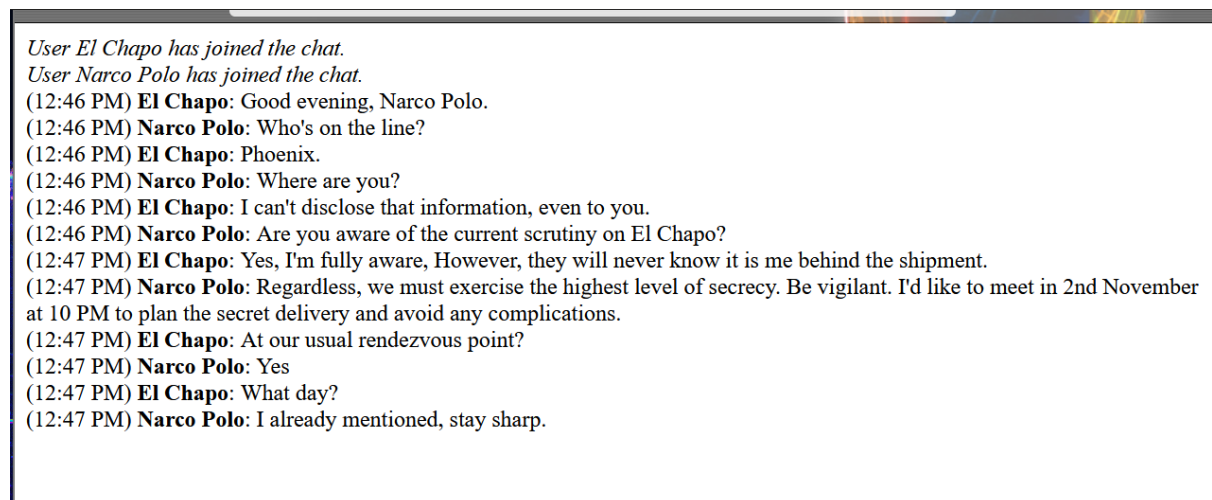 User El Chapo has joined the chat.
User Narco Polo has joined the chat.
(12:46 PM) El Chapo: Good evening, Narco Polo.
(12:46 PM) Narco Polo: Who's on the line?
(12:46 PM) El Chapo: Phoenix.
(12:46 PM) Narco Polo: Where are you?
(12:46 PM) El Chapo: I can't disclose that information, even to you.
(12:46 PM) Narco Polo: Are you aware of the current scrutiny on El Chapo?
(12:47 PM) El Chapo: Yes, I'm fully aware, However, they will never know it is me behind the shipment.
(12:47 PM) Narco Polo: Regardless, we must exercise the highest level of secrecy. Be vigilant. I'd like to meet in 2nd November
at 10 PM to plan the secret delivery and avoid any complications.
(12:47 PM) El Chapo: At our usual rendezvous point?
(12:47 PM) Narco Polo: Yes
(12:47 PM) El Chapo: What day?
(12:47 PM) Narco Polo: I already mentioned, stay sharp.